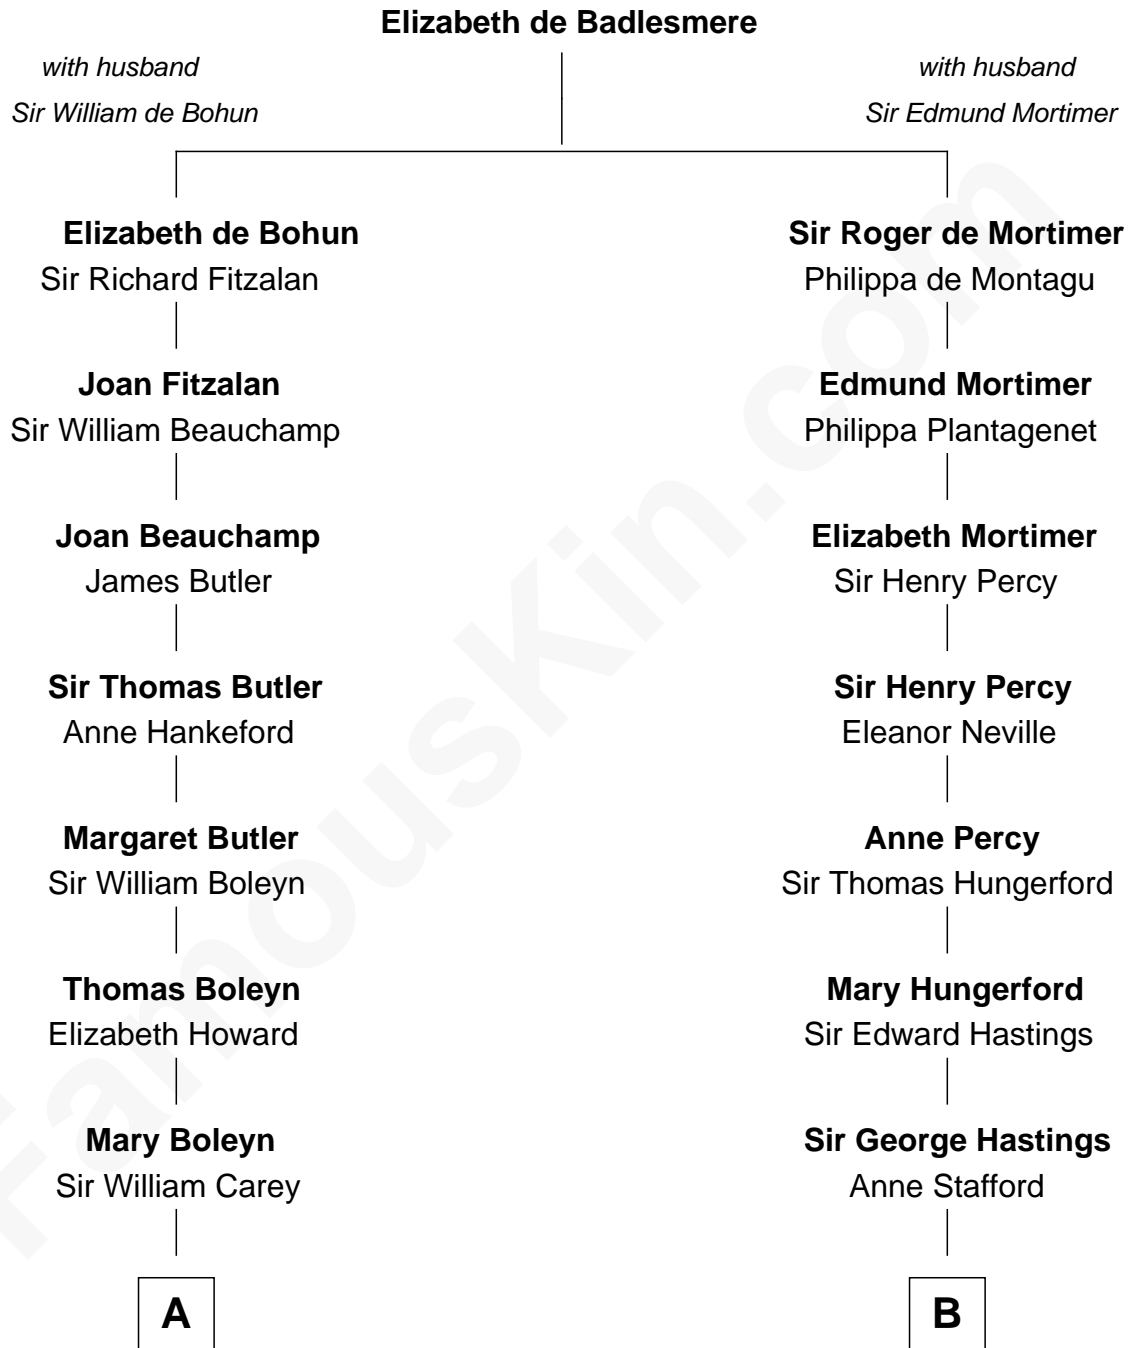 Elizabeth de Badlesmere
with husband
Sir William de Bohun
with husband
Sir Edmund Mortimer
Elizabeth de Bohun
Sir Richard Fitzalan
Sir Roger de Mortimer
Philippa de Montagu
Joan Fitzalan
Sir William Beauchamp
Edmund Mortimer
Philippa Plantagenet
Joan Beauchamp
James Butler
Elizabeth Mortimer
Sir Henry Percy
Sir Thomas Butler
Anne Hankeford
Sir Henry Percy
Eleanor Neville
Margaret Butler
Sir William Boleyn
Anne Percy
Sir Thomas Hungerford
Thomas Boleyn
Elizabeth Howard
Mary Hungerford
Sir Edward Hastings
Mary Boleyn
Sir William Carey
Sir George Hastings
Anne Stafford
A
B
FamousKin.com